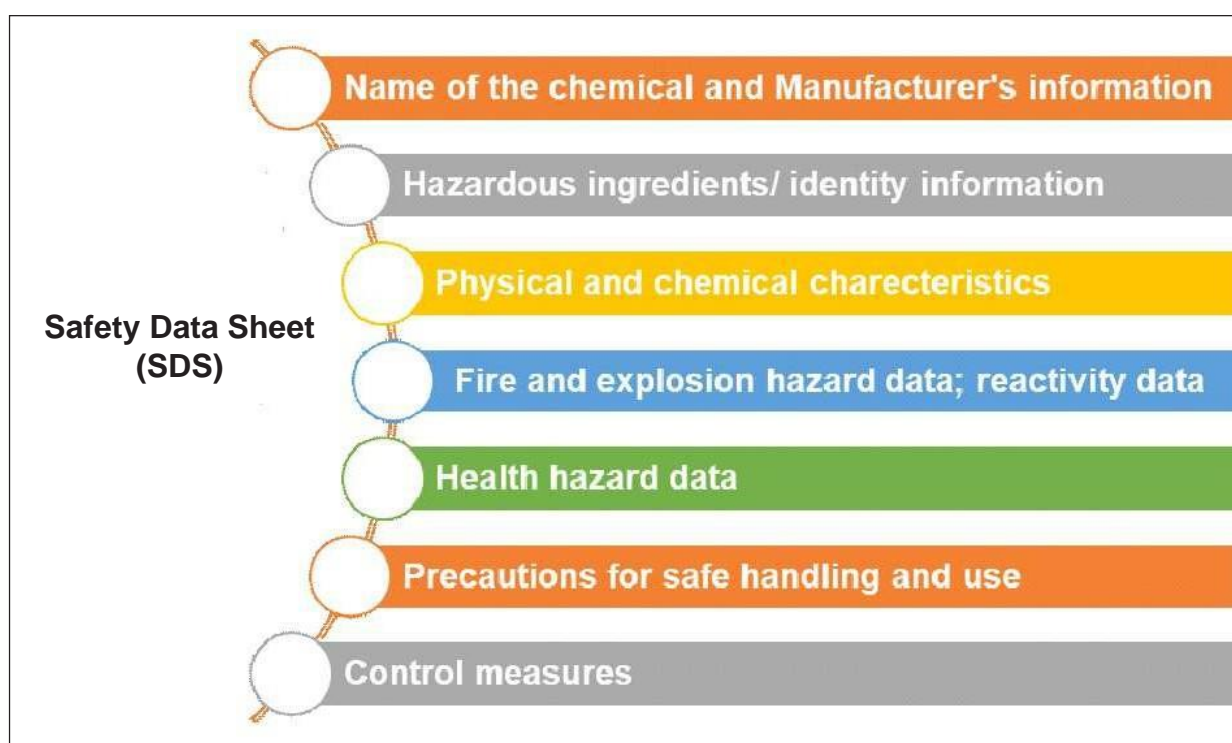 Safety Data Sheet
(SDS)
Name of the chemical and Manufacturer's information
Hazardous ingredients/ identity information
Physical and chemical charecteristics
Fire and explosion hazard data; reactivity data
Health hazard data
Precautions for safe handling and use
Control measures